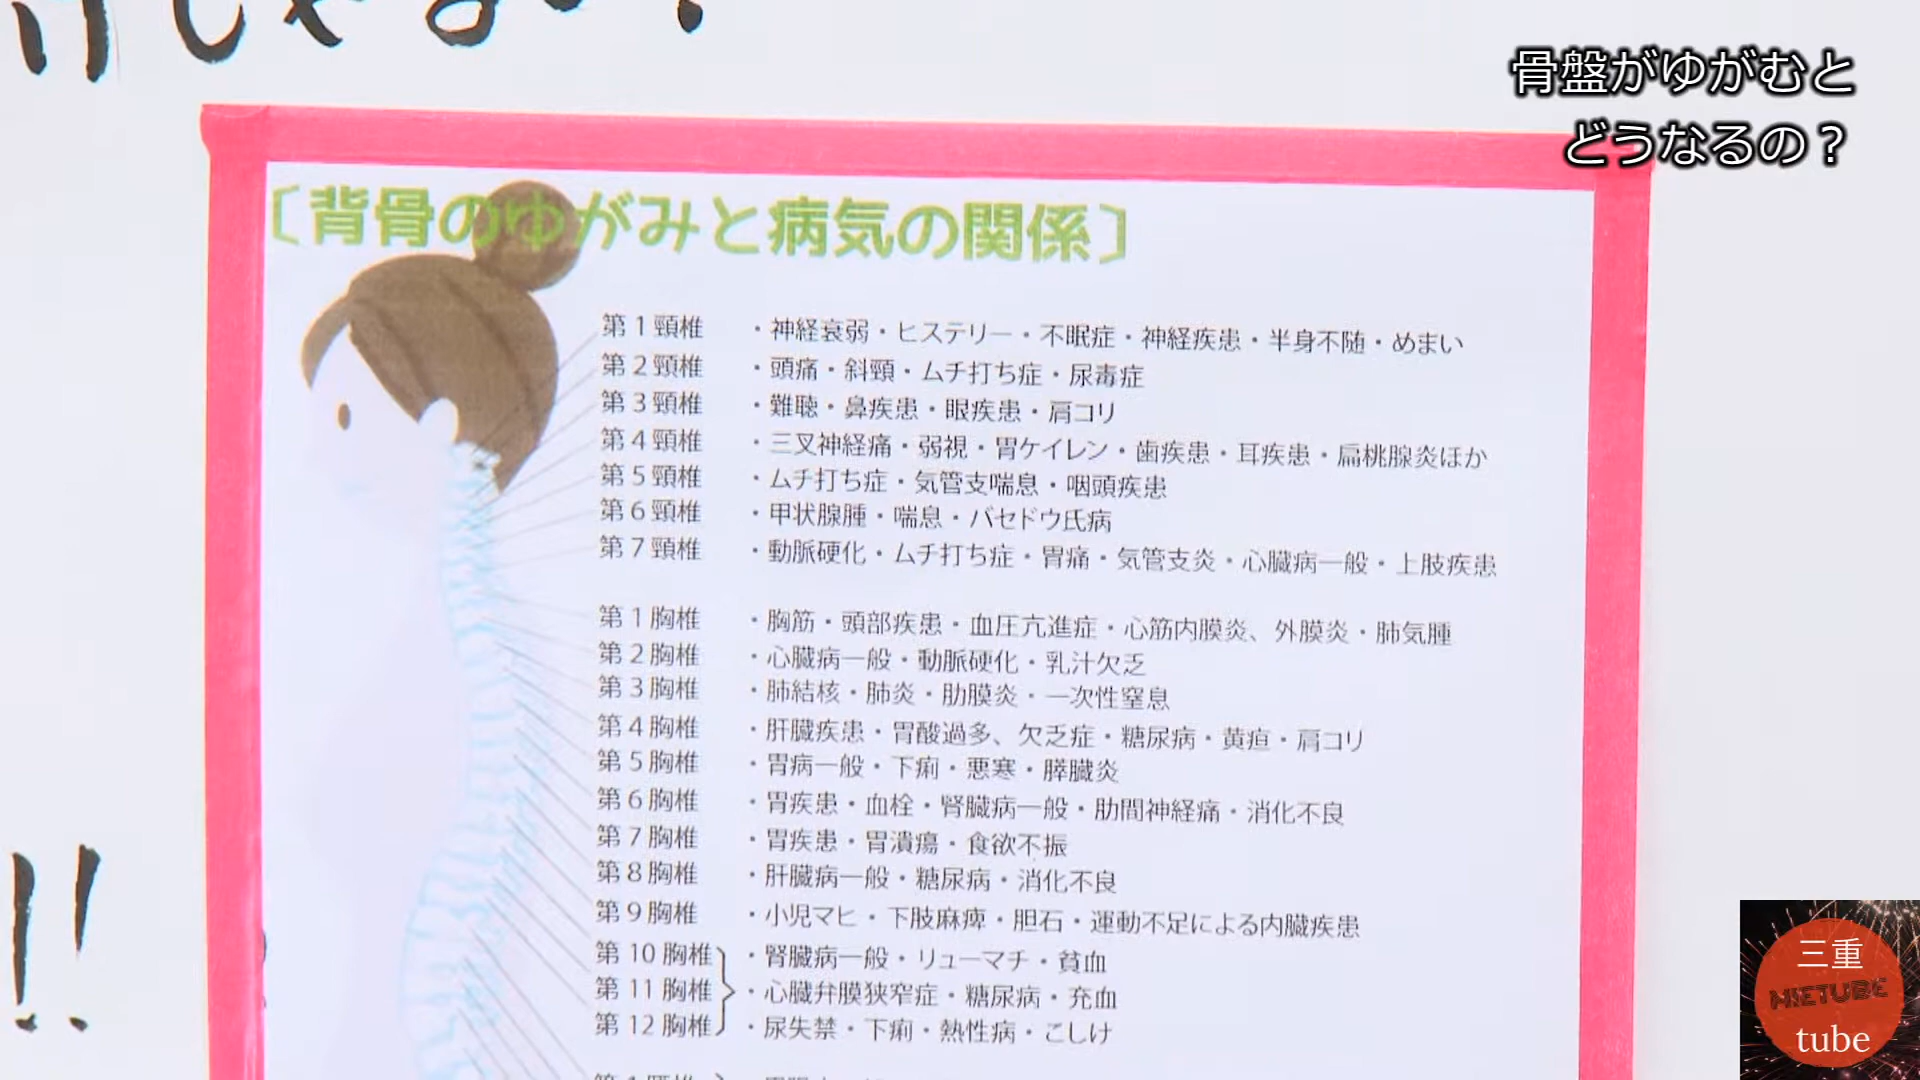 骨盤がゆがむと
どうなるの？
〔背骨のゆがみと病気の関係〕
第1頸椎 ・神経衰弱・ヒステリー・不眠症・神経疾患・半身不随・めまい
第2頸椎 ・頭痛・斜頸・ムチ打ち症・尿毒症
第3頸椎 ・難聴・鼻疾患・眼疾患・肩コリ
第4頸椎 ・三叉神経痛・弱視・胃ケイレン・歯疾患・耳疾患・扁桃腺炎ほか
第5頸椎 ・ムチ打ち症・気管支喘息・咽頭疾患
第6頸椎 ・甲状腺腫・喘息・バセドウ氏病
第7頸椎 ・動脈硬化・ムチ打ち症・胃痛・気管支炎・心臓病一般・上肢疾患
第1胸椎 ・胸筋・頭部疾患・血圧亢進症・心筋内膜炎、外膜炎・肺気腫
第2胸椎 ・心臓病一般・動脈硬化・乳汁欠乏
第3胸椎 ・肺結核・肺炎・肋膜炎・一次性窒息
第4胸椎 ・肝臓疾患・胃酸過多、欠乏症・糖尿病・黄疸・肩コリ
第5胸椎 ・胃病一般・下痢・悪寒・膵臓炎
第6胸椎 ・胃疾患・血栓・腎臓病一般・肋間神経痛・消化不良
第7胸椎 ・胃疾患・胃潰瘍・食欲不振
第8胸椎 ・肝臓病一般・糖尿病・消化不良
第9胸椎 ・小児マヒ・下肢麻痺・胆石・運動不足による内臓疾患
第10胸椎 ・腎臓病一般・リューマチ・貧血
第11胸椎 ・心臓弁膜狭窄症・糖尿病・充血
第12胸椎 ・尿失禁・下痢・熱性病・こしけ
!!
三重
MIETUBE
tube